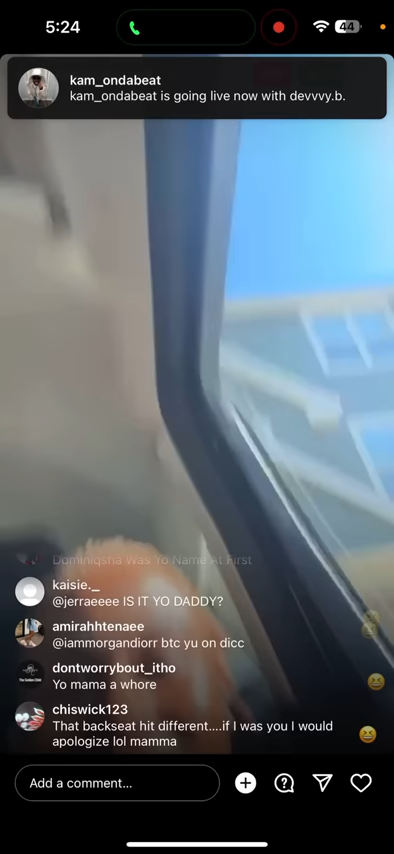 5:24
44
kam_ondabeat
kam_ondabeat is going live now with devvvy.b.
Dominiqsha Was Yo Name At First
kaisie._
@jerraeeee IS IT YO DADDY?
amirahhtenaee
@iammorgandiorr btc yu on dicc
dontworrybout_itho
Yo mama a whore
chiswick123
That backseat hit different....if I was you I would
apologize lol mamma
Add a comment...